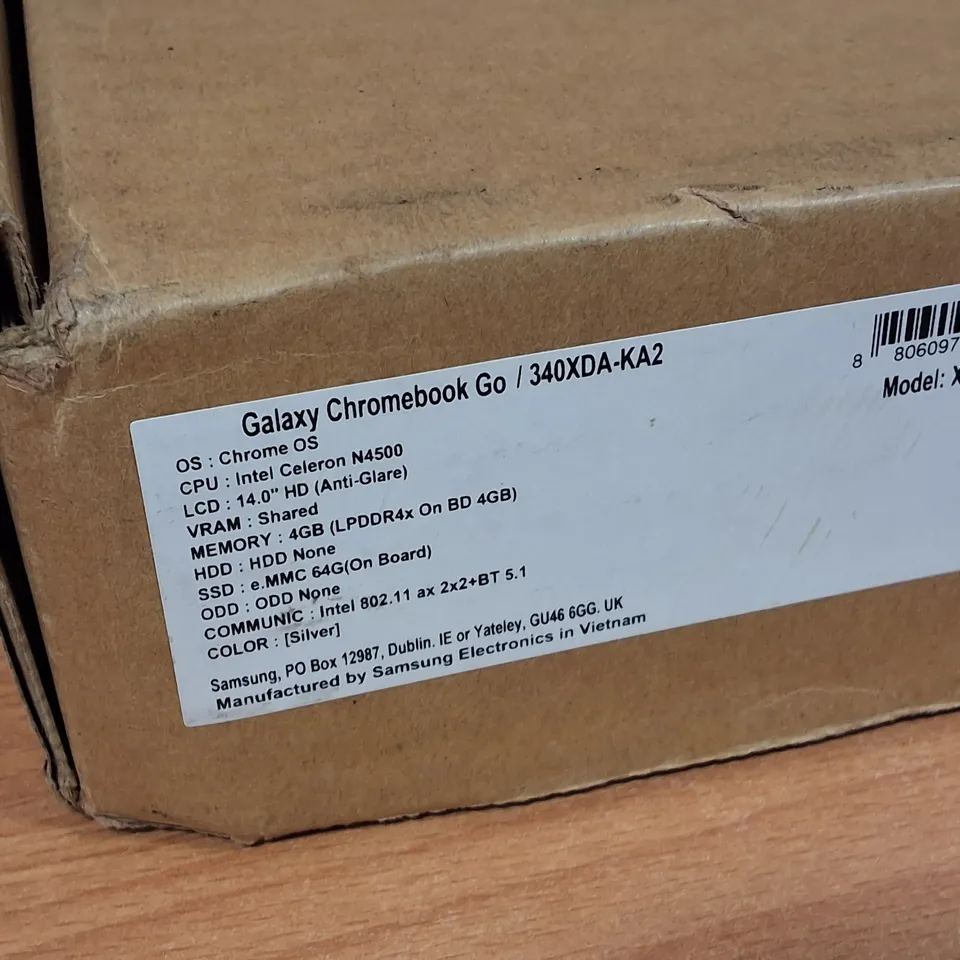 Galaxy Chromebook Go / 340XDA-KA2
OS : Chrome OS
CPU : Intel Celeron N4500
LCD : 14.0" HD (Anti-Glare)
VRAM : Shared
MEMORY : 4GB (LPDDR4x On BD 4GB)
HDD : HDD None
SSD : e.MMC 64G(On Board)
ODD : ODD None
COMMUNIC : Intel 802.11 ax 2x2+BT 5.1
COLOR : [Silver]
Samsung, PO Box 12987, Dublin. IE or Yateley, GU46 6GG. UK
Manufactured by Samsung Electronics in Vietnam
8 806097
Model: X